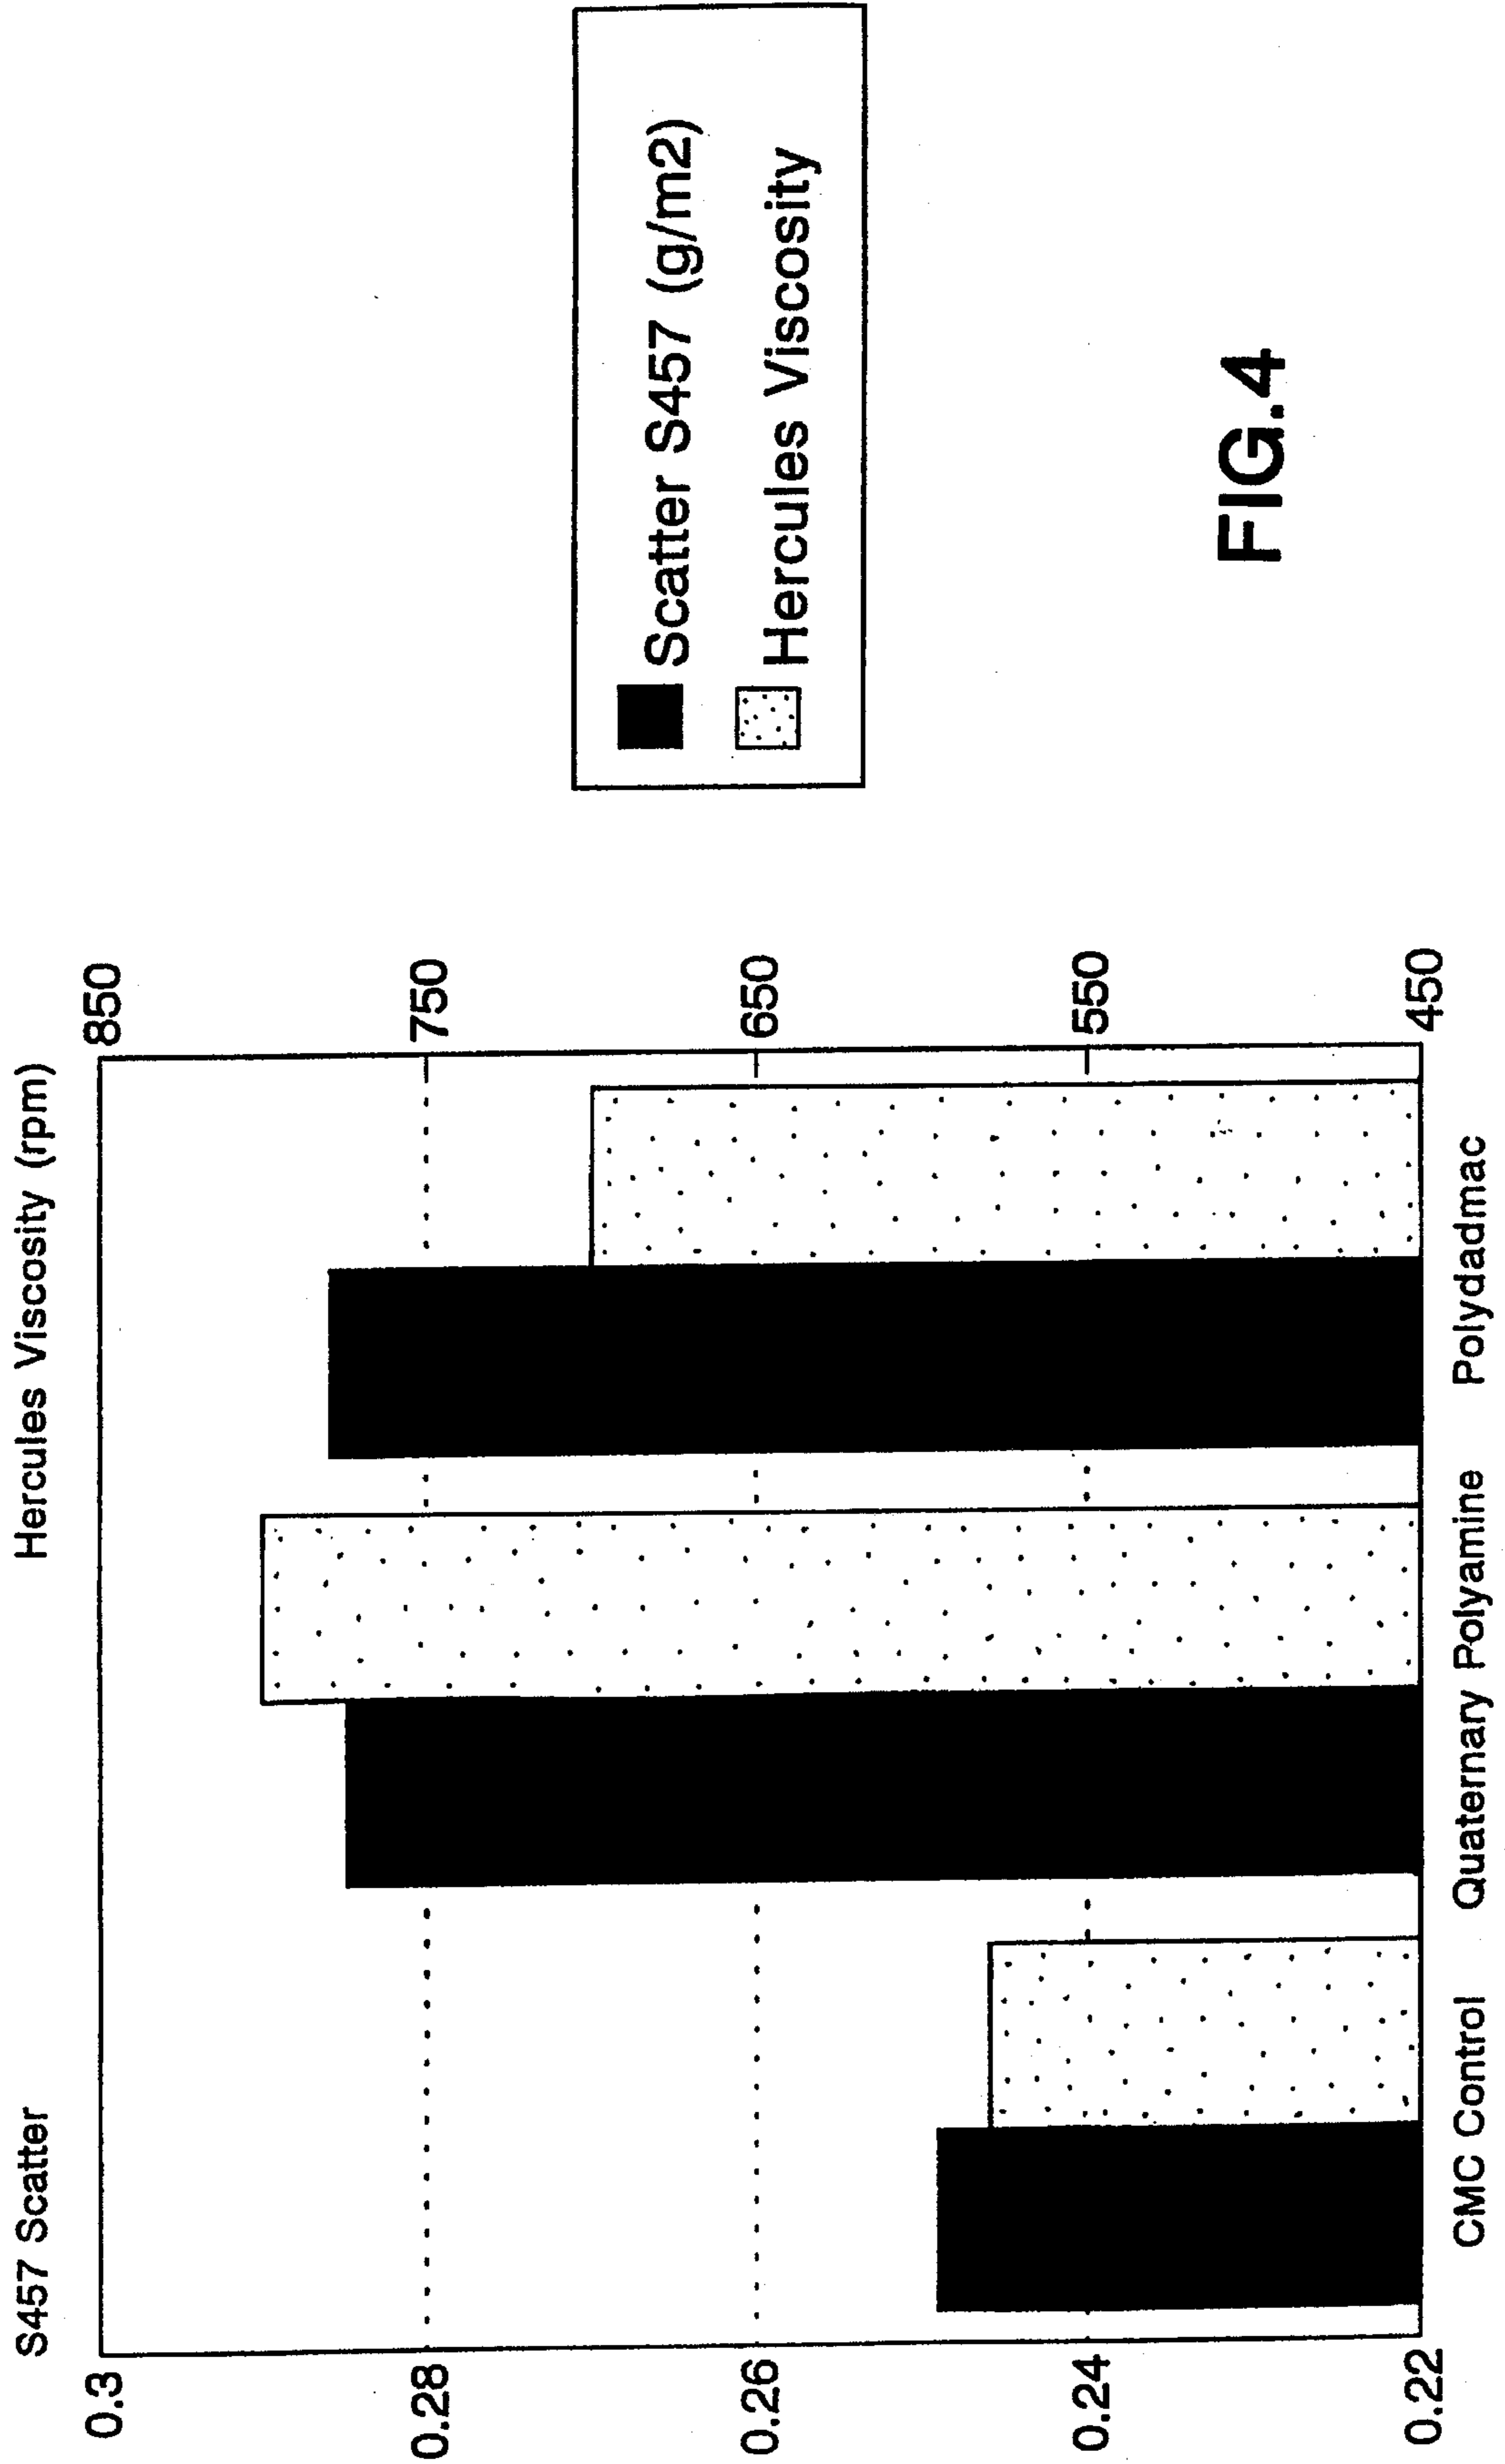 S457 Scatter
Hercules Viscosity (rpm)
0.3
0.28
0.26
0.24
0.22
850
750
650
550
450
CMC Control
Quaternary Polyamine
Polydadmac
Scatter S457 (g/m2)
Hercules Viscosity
FIG.4